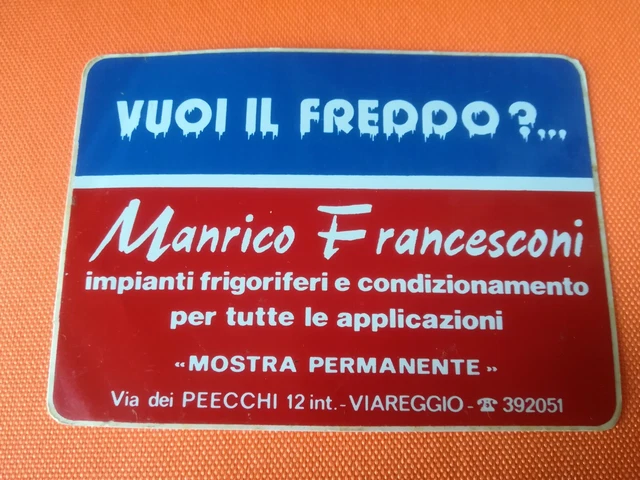 VUOI IL FREDDO?...
Manrico Francesconi
impianti frigoriferi e condizionamento
per tutte le applicazioni
«MOSTRA PERMANENTE»
Via dei PEECCHI 12 int.-VIAREGGIO-☎ 392051